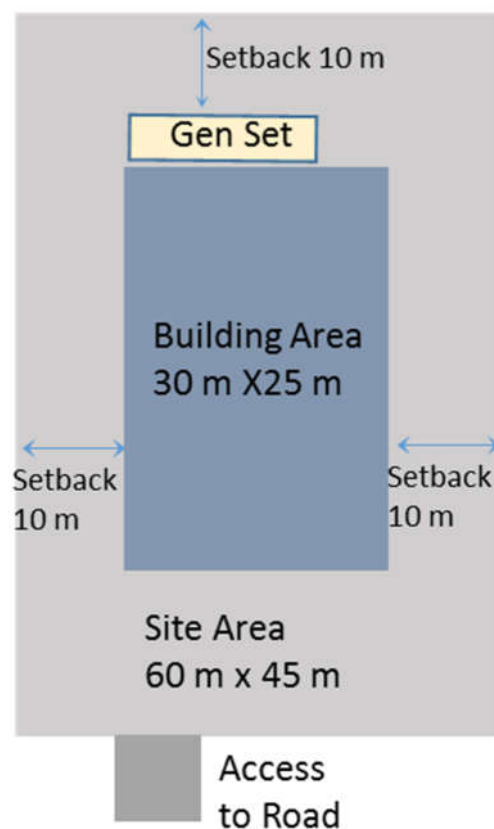 Setback 10 m
Gen Set
Building Area
30 m X25 m
Setback
10 m
Setback
10 m
Site Area
60 m x 45 m
Access
to Road